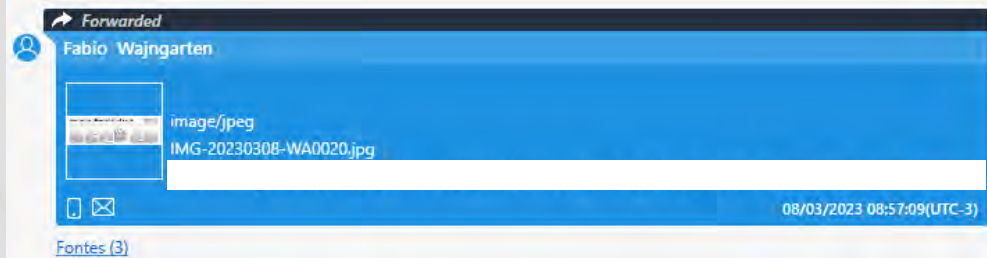 Forwarded
Fabio Wajngarten
image/jpeg
IMG-20230308-WA0020.jpg
08/03/2023 08:57:09(UTC-3)
Fontes (3)